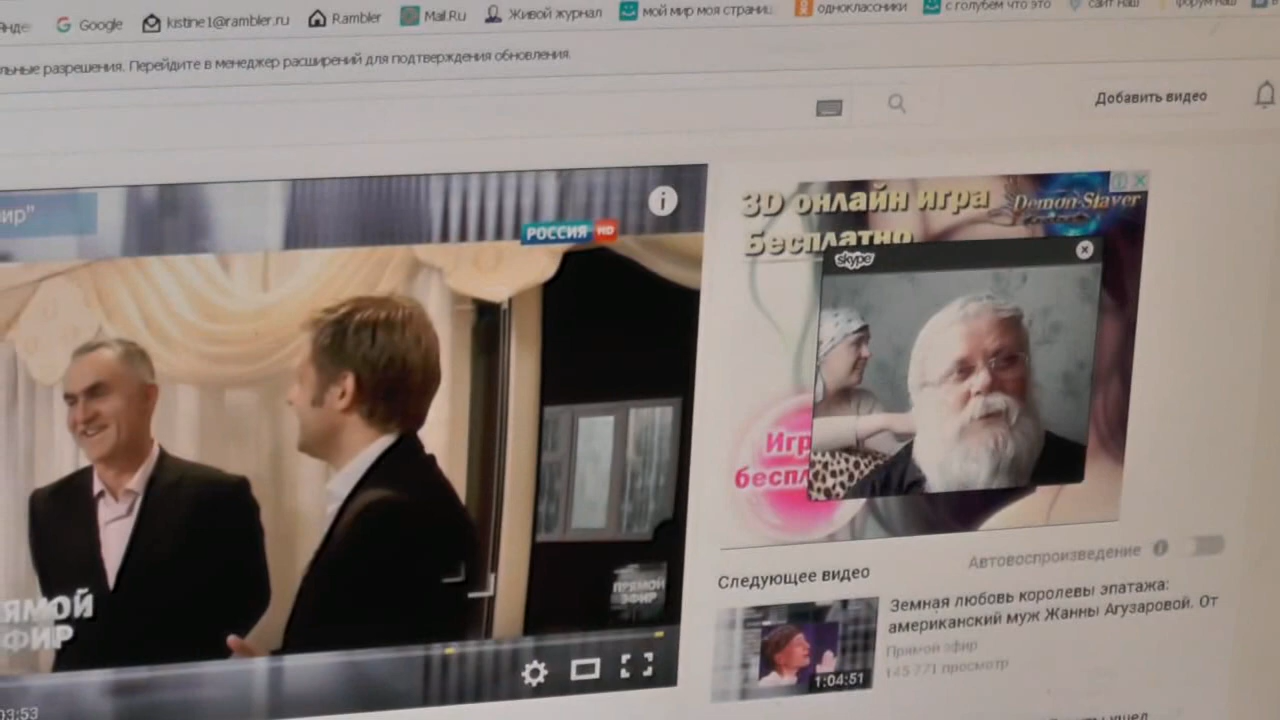 Google
kistine1@rambler.ru
Rambler
Mail.Ru
Живой журнал
мой мир моя страниц
одноклассники
с голубем что это
сайт наш
форум наш
льные разрешения. Перейдите в менеджер расширений для подтверждения обновления.
Добавить видео
ир"
i
РОССИЯ HD
3D онлайн игра
Бесплатно
Demon Slayer
skype
Игр
беспл
ЯМОЙ
ФИР
ПРЯМОЙ
ЭФИР
03:53
Автовоспроизведение
Следующее видео
Земная любовь королевы эпатажа:
американский муж Жанны Агузаровой. От
Прямой эфир
145 771 просмотр
1:04:51